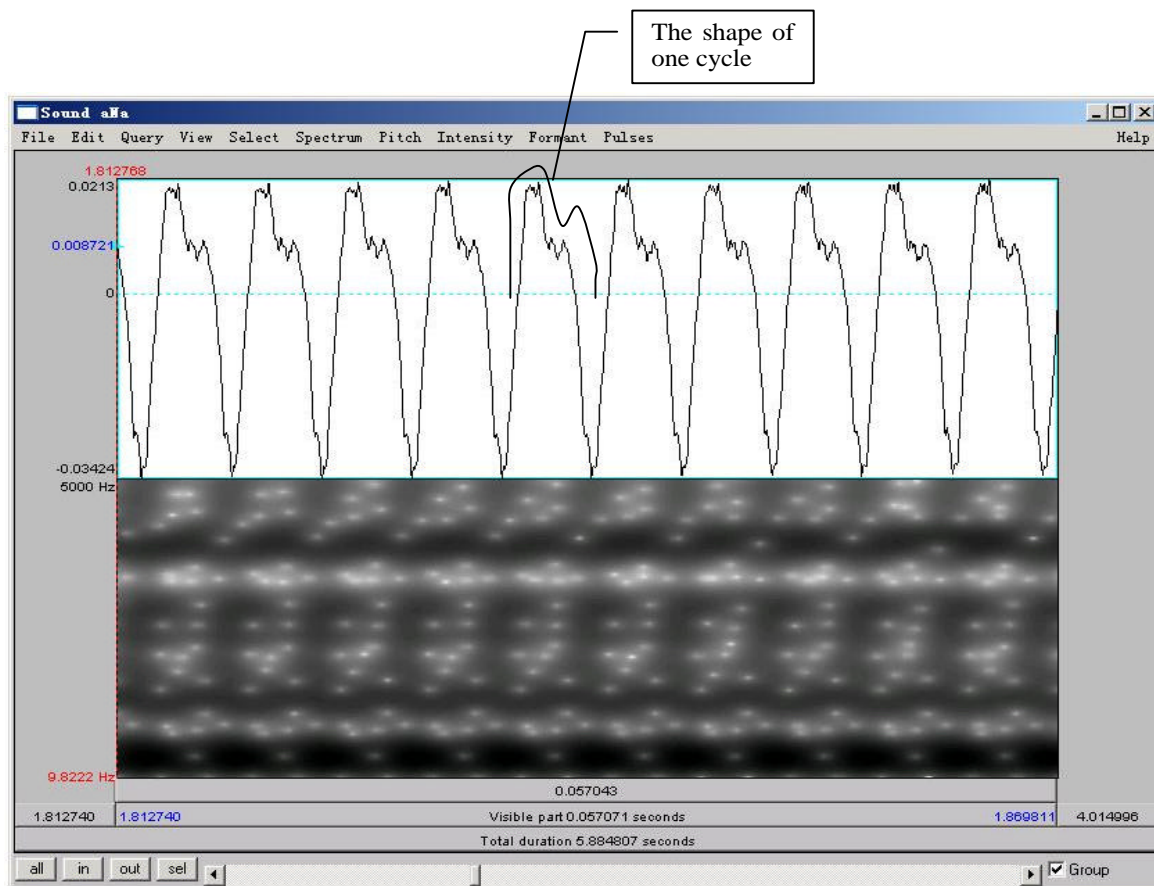 The shape of
one cycle
Sound aNa
File Edit Query View Select Spectrum Pitch Intensity Formant Pulses Help
1.812768
0.0213
0.008721
0
-0.03424
5000 Hz
9.8222 Hz
0.057043
1.812740 1.812740 Visible part 0.057071 seconds 1.869811 4.014996
Total duration 5.884807 seconds
all in out sel Group